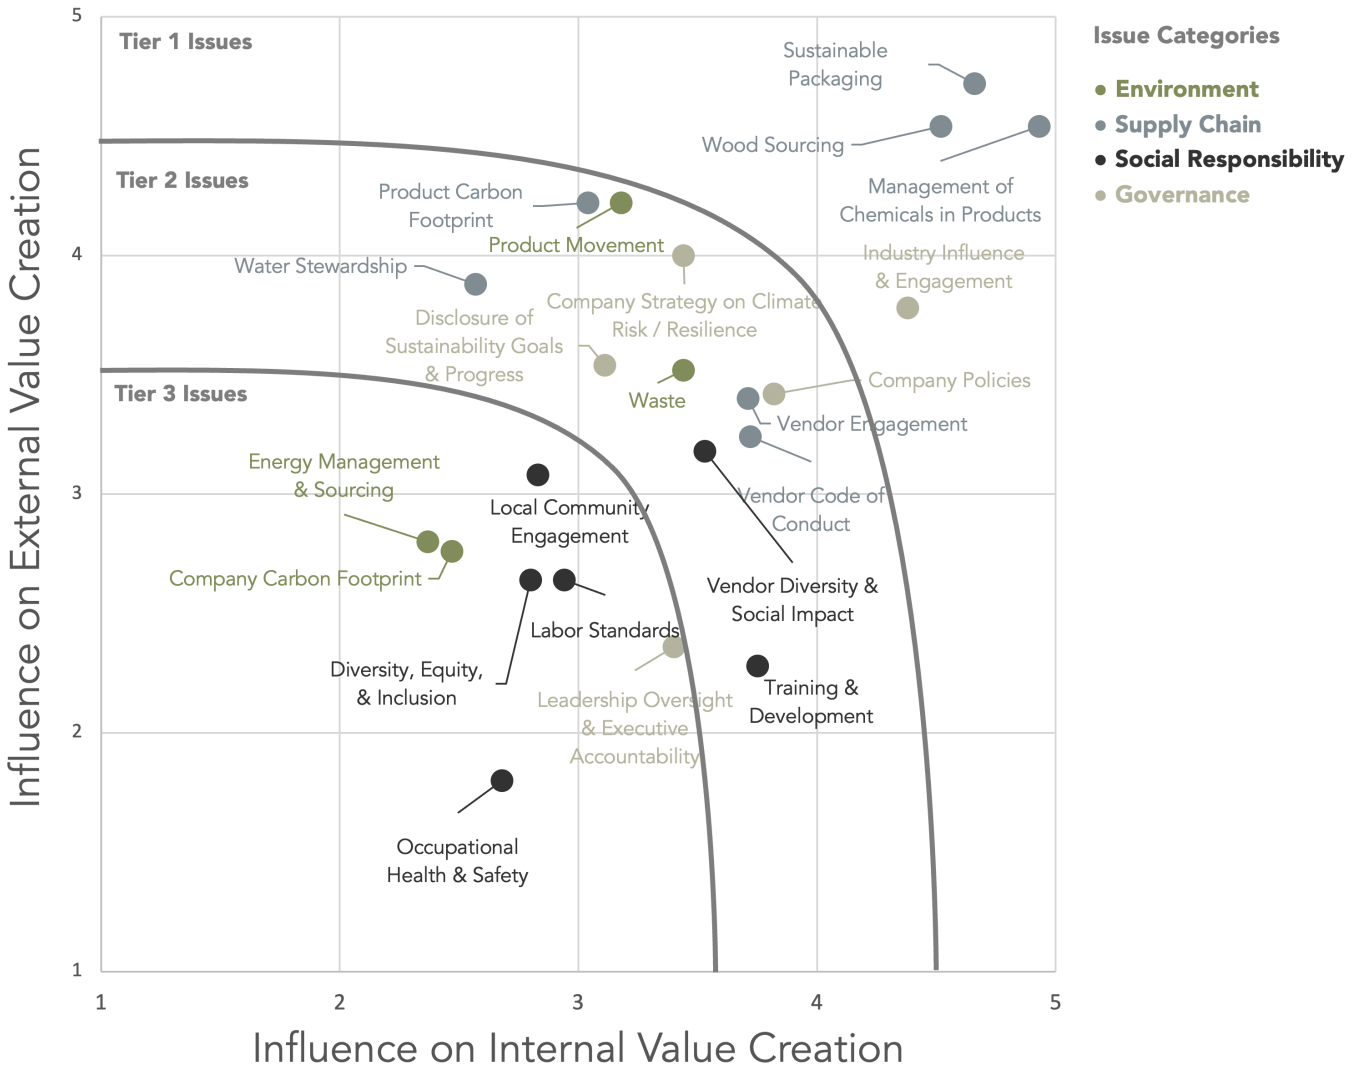 5
Tier 1 Issues
Issue Categories
Sustainable
Packaging
● Environment
● Supply Chain
● Social Responsibility
● Governance
Wood Sourcing
Management of
Chemicals in Products
Tier 2 Issues
Product Carbon
Footprint
Product Movement
4
Industry Influence
& Engagement
Water Stewardship
Company Strategy on Climate
Risk / Resilience
Disclosure of
Sustainability Goals
& Progress
Tier 3 Issues
Waste
Company Policies
Vendor Engagement
Energy Management
& Sourcing
3
Local Community
Engagement
Vendor Code of
Conduct
Company Carbon Footprint
Vendor Diversity &
Social Impact
Labor Standards
Diversity, Equity,
& Inclusion
Leadership Oversight
& Executive
Accountability
Training &
Development
2
Occupational
Health & Safety
1
1
2
3
4
5
Influence on External Value Creation
Influence on Internal Value Creation